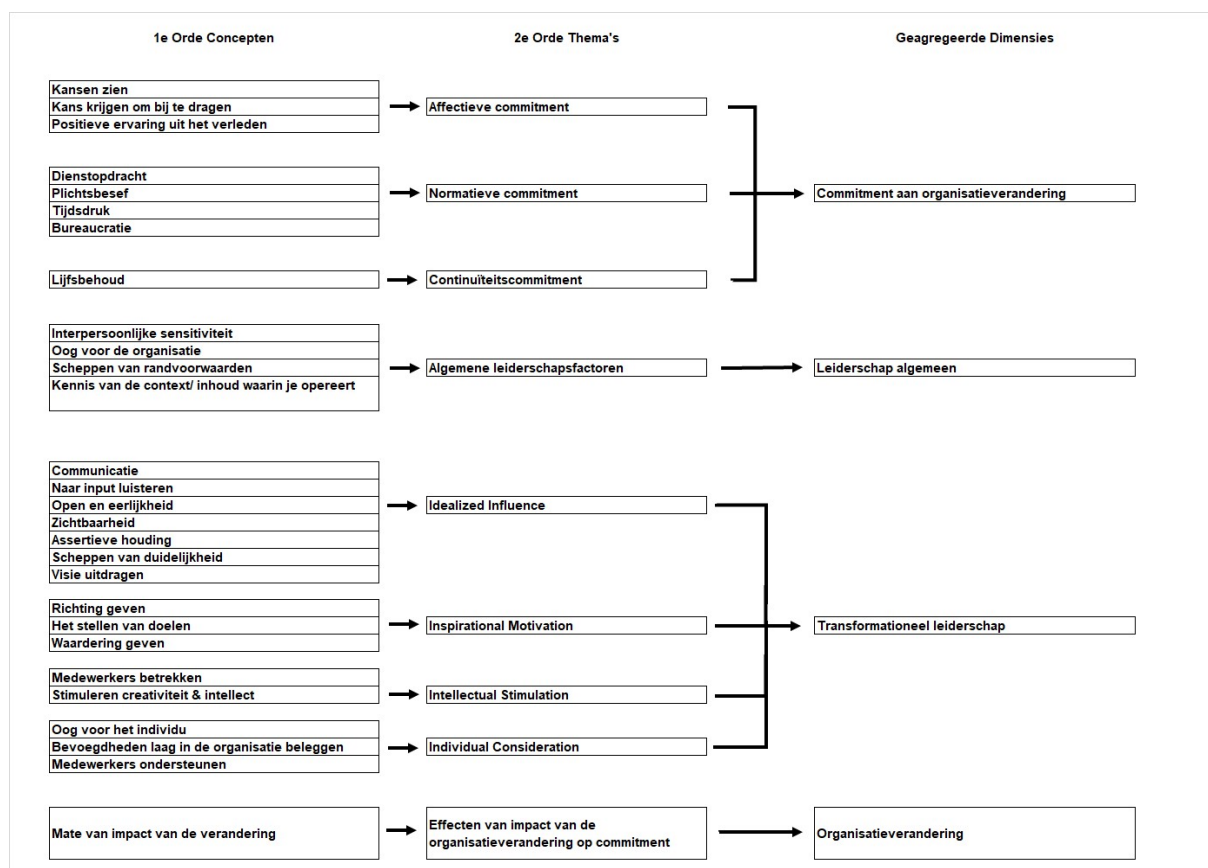 1e Orde Concepten 2e Orde Thema's Geagregeerde Dimensies
Kansen zien
Kans krijgen om bij te dragen
Positieve ervaring uit het verleden
Affectieve commitment
Dienstopdracht
Plichtsbesef
Tijdsdruk
Bureaucratie
Normatieve commitment
Commitment aan organisatieverandering
Lijfsbehoud
Continuïteitscommitment
Interpersoonlijke sensitiviteit
Oog voor de organisatie
Scheppen van randvoorwaarden
Kennis van de context/ inhoud waarin je opereert
Algemene leiderschapsfactoren
Leiderschap algemeen
Communicatie
Naar input luisteren
Open en eerlijkheid
Zichtbaarheid
Assertieve houding
Scheppen van duidelijkheid
Visie uitdragen
Idealized Influence
Richting geven
Het stellen van doelen
Waardering geven
Inspirational Motivation
Transformationeel leiderschap
Medewerkers betrekken
Stimuleren creativiteit & intellect
Intellectual Stimulation
Oog voor het individu
Bevoegdheden laag in de organisatie beleggen
Medewerkers ondersteunen
Individual Consideration
Mate van impact van de verandering
Effecten van impact van de
organisatieverandering op commitment
Organisatieverandering